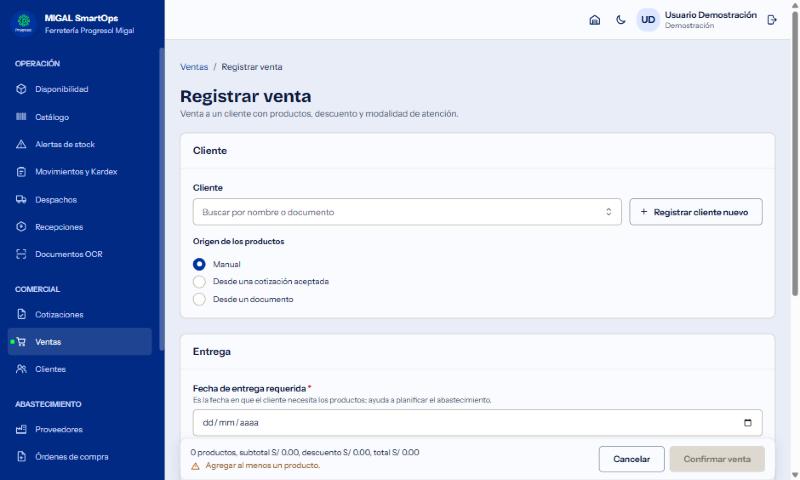 MIGAL SmartOps
Ferretería Progresol Migal
Progresol
OPERACIÓN
Disponibilidad
Catálogo
Alertas de stock
Movimientos y Kardex
Despachos
Recepciones
Documentos OCR
COMERCIAL
Cotizaciones
Ventas
Clientes
ABASTECIMIENTO
Proveedores
Órdenes de compra
UD
Usuario Demostración
Demostración
Ventas / Registrar venta
Registrar venta
Venta a un cliente con productos, descuento y modalidad de atención.
Cliente
Cliente
Buscar por nombre o documento
+ Registrar cliente nuevo
Origen de los productos
Manual
Desde una cotización aceptada
Desde un documento
Entrega
Fecha de entrega requerida *
Es la fecha en que el cliente necesita los productos; ayuda a planificar el abastecimiento.
dd/mm/aaaa
0 productos, subtotal S/ 0.00, descuento S/ 0.00, total S/ 0.00
Agregar al menos un producto.
Cancelar
Confirmar venta